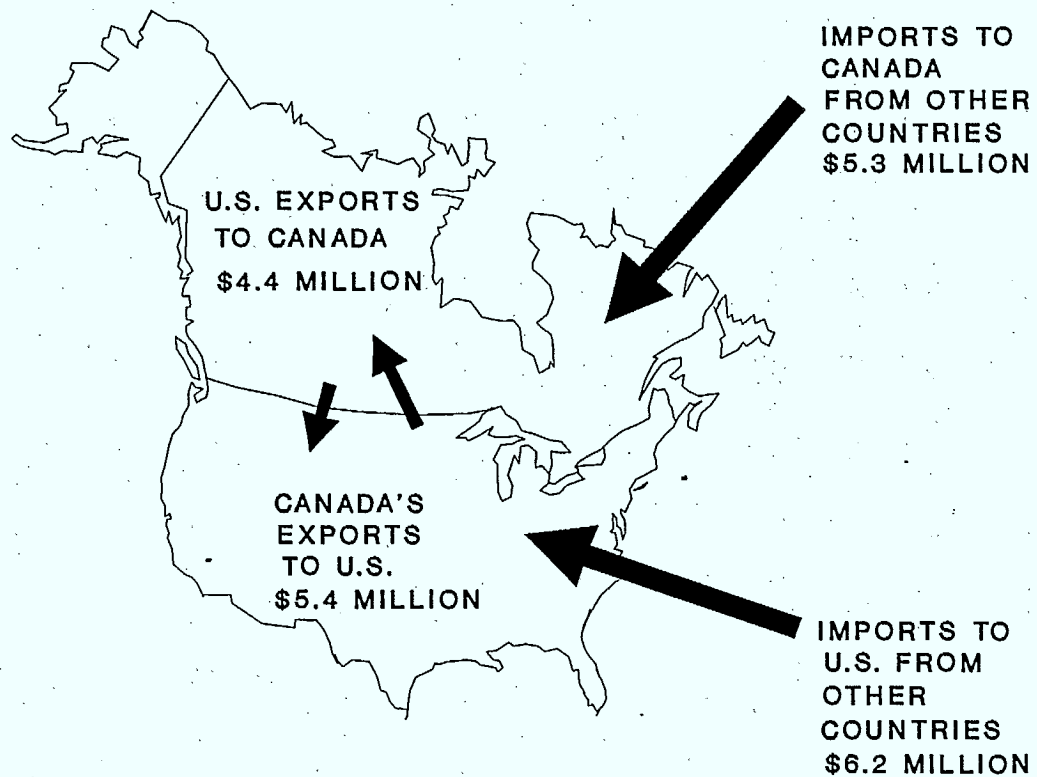 IMPORTS TO
CANADA
FROM OTHER
COUNTRIES
$5.3 MILLION
U.S. EXPORTS
TO CANADA
$4.4 MILLION
CANADA'S
EXPORTS
TO U.S.
$5.4 MILLION
IMPORTS TO
U.S. FROM
OTHER
COUNTRIES
$6.2 MILLION